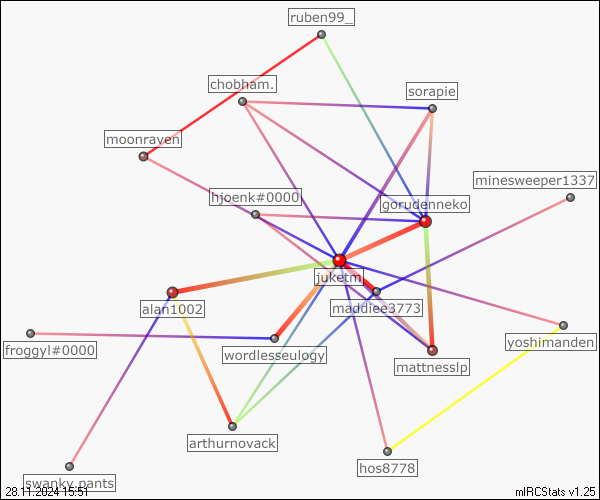 ruben99_
chobham.
sorapie
moonraven
minesweeper1337
hjoenk#0000
gorudenneko
juketm
maddiee3773
alan1002
froggyl#0000
wordlesseulogy
yoshimanden
mattnesslp
arthurnovack
hos8778
swanky.pants
28.11.2024 15:51
mIRCStats v1.25